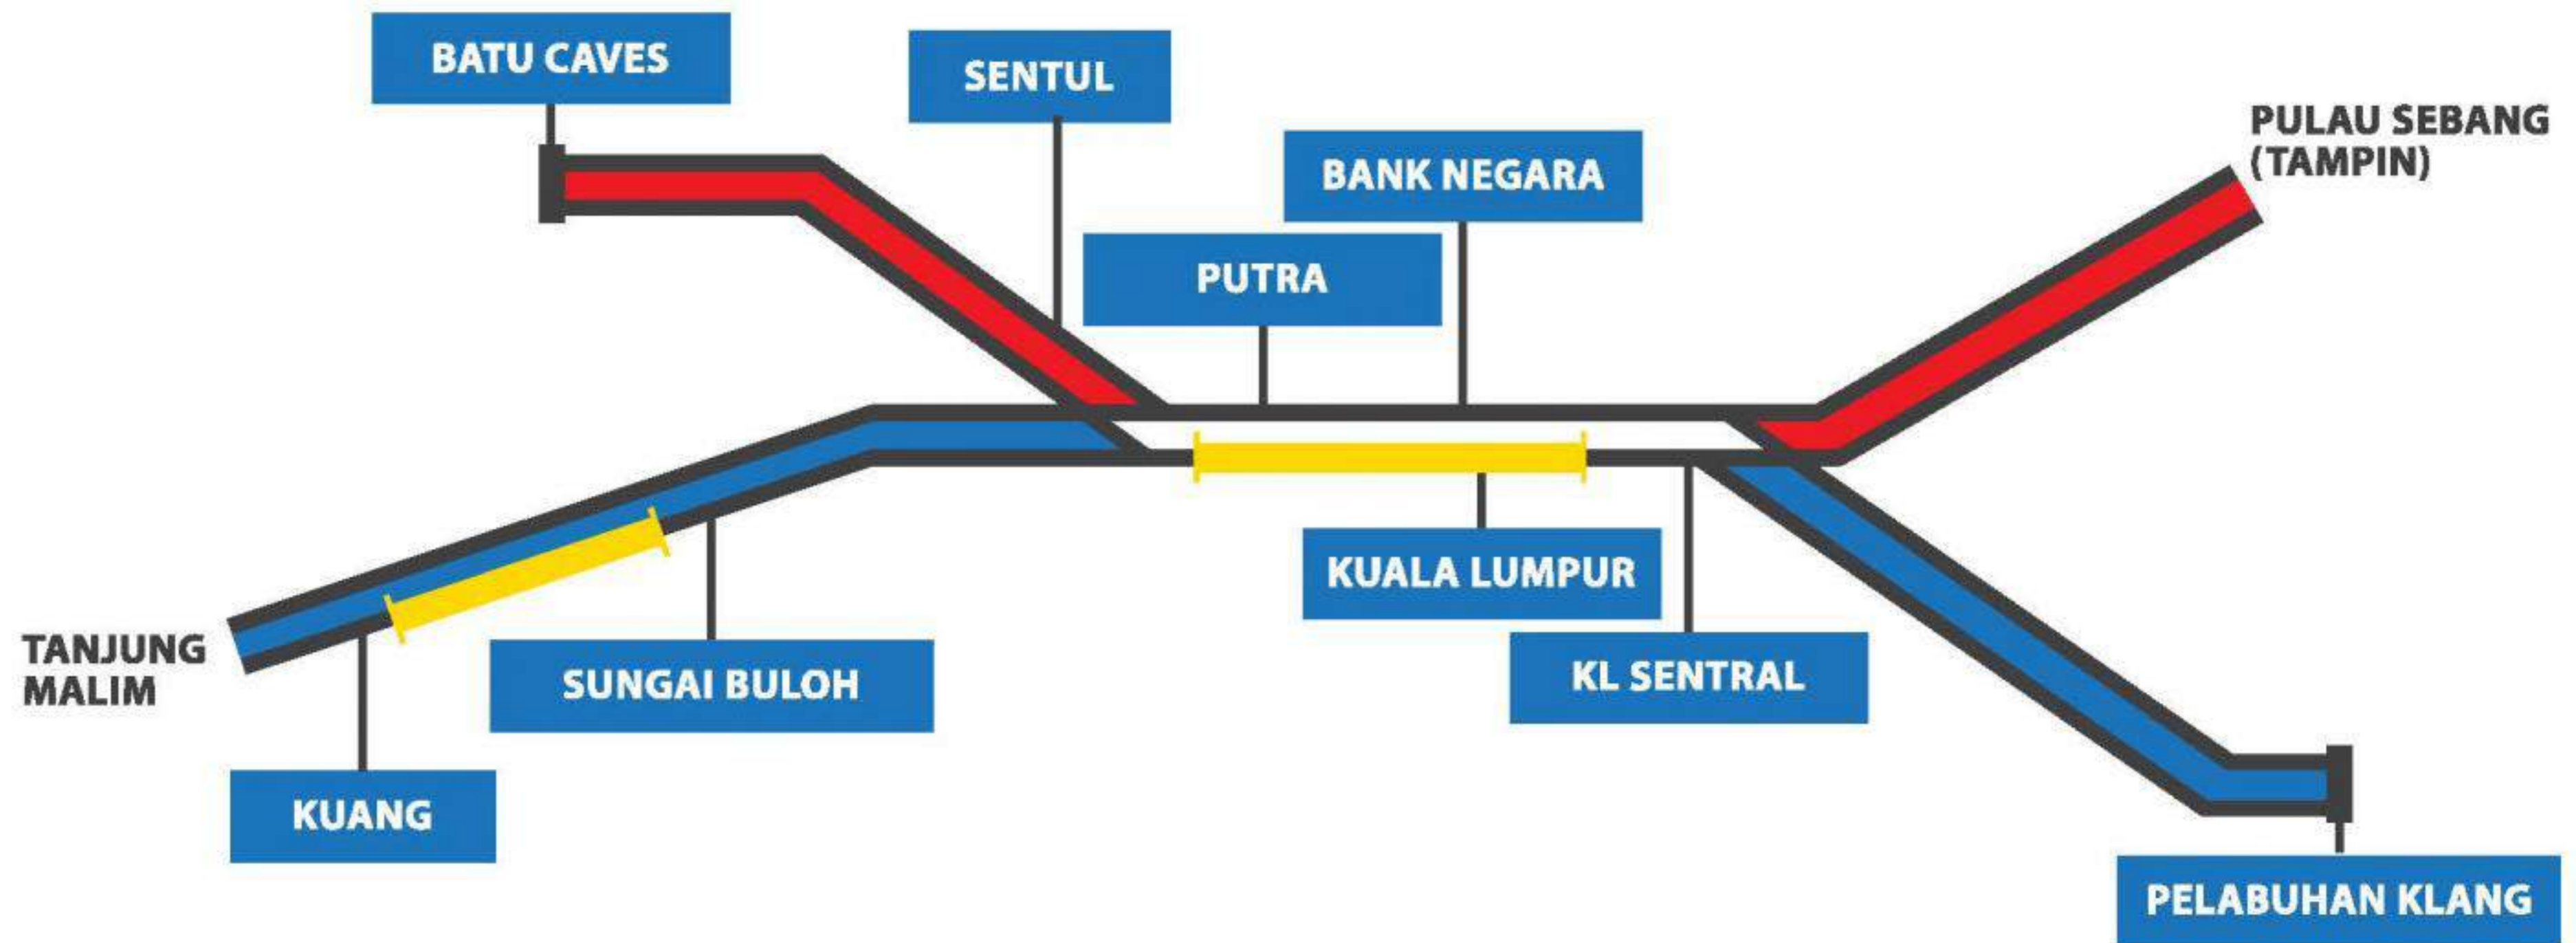 BATU CAVES
SENTUL
PULAU SEBANG
(TAMPIN)
BANK NEGARA
PUTRA
KUALA LUMPUR
TANJUNG
MALIM
SUNGAI BULOH
KL SENTRAL
KUANG
PELABUHAN KLANG